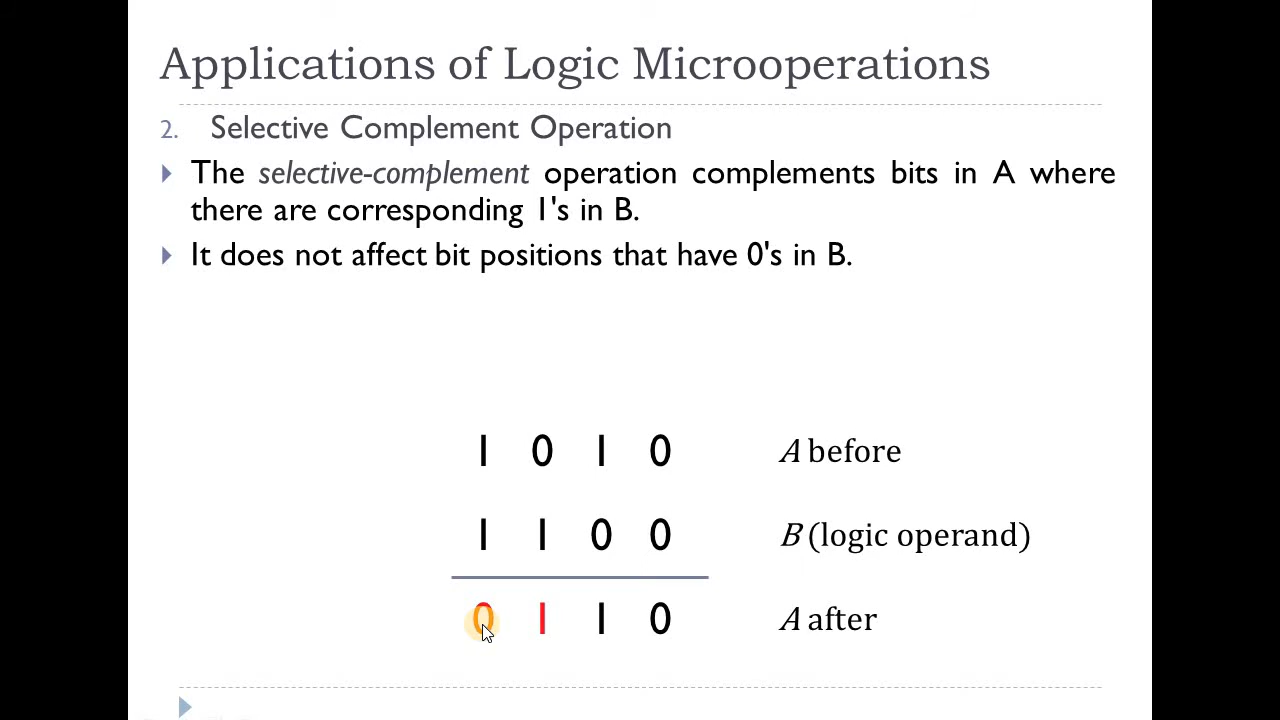 Applications of Logic Microoperations
2. Selective Complement Operation
The selective-complement operation complements bits in A where
there are corresponding 1's in B.
It does not affect bit positions that have 0's in B.
1 0 1 0 A before
1 1 0 0 B (logic operand)
0 1 1 0 A after